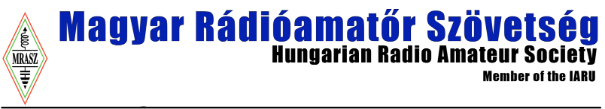 Magyar Rádióamatőr Szövetség
Hungarian Radio Amateur Society
MRASZ
Member of the IARU